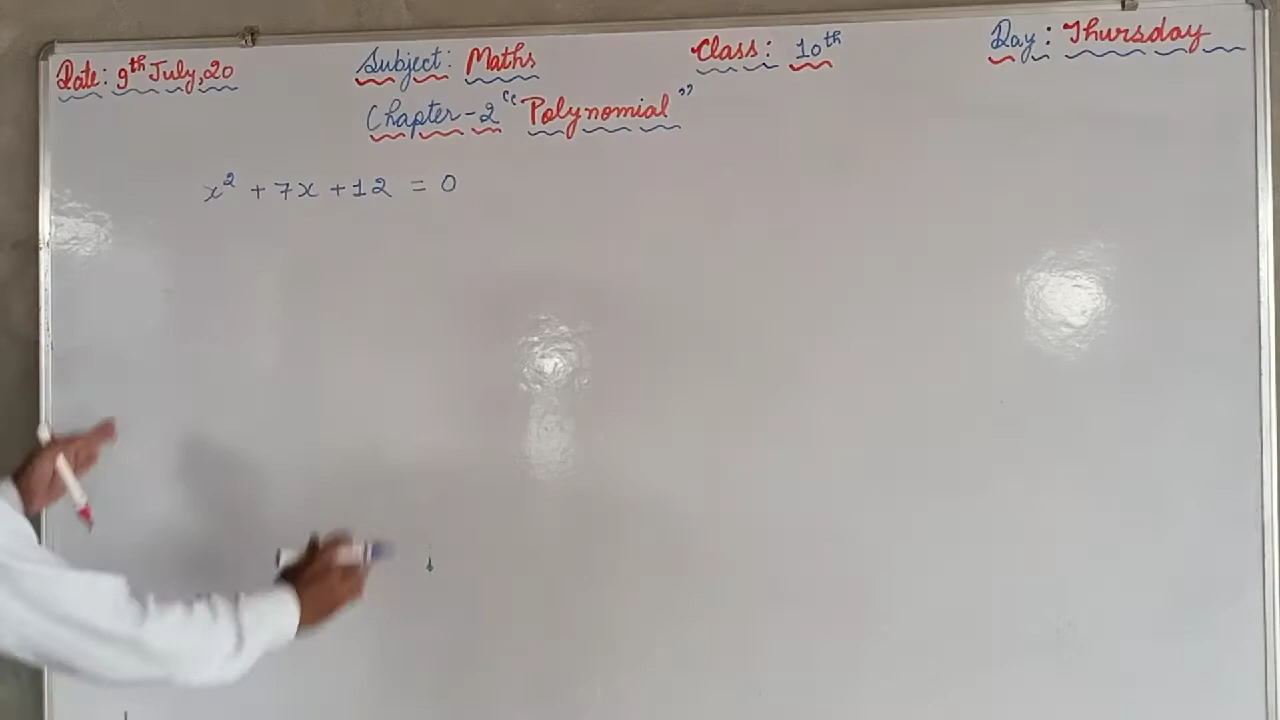 Date: 9th July, 20 Subject: Maths Class: 10th Day: Thursday
Chapter-2 "Polynomial"
x² + 7x + 12 = 0